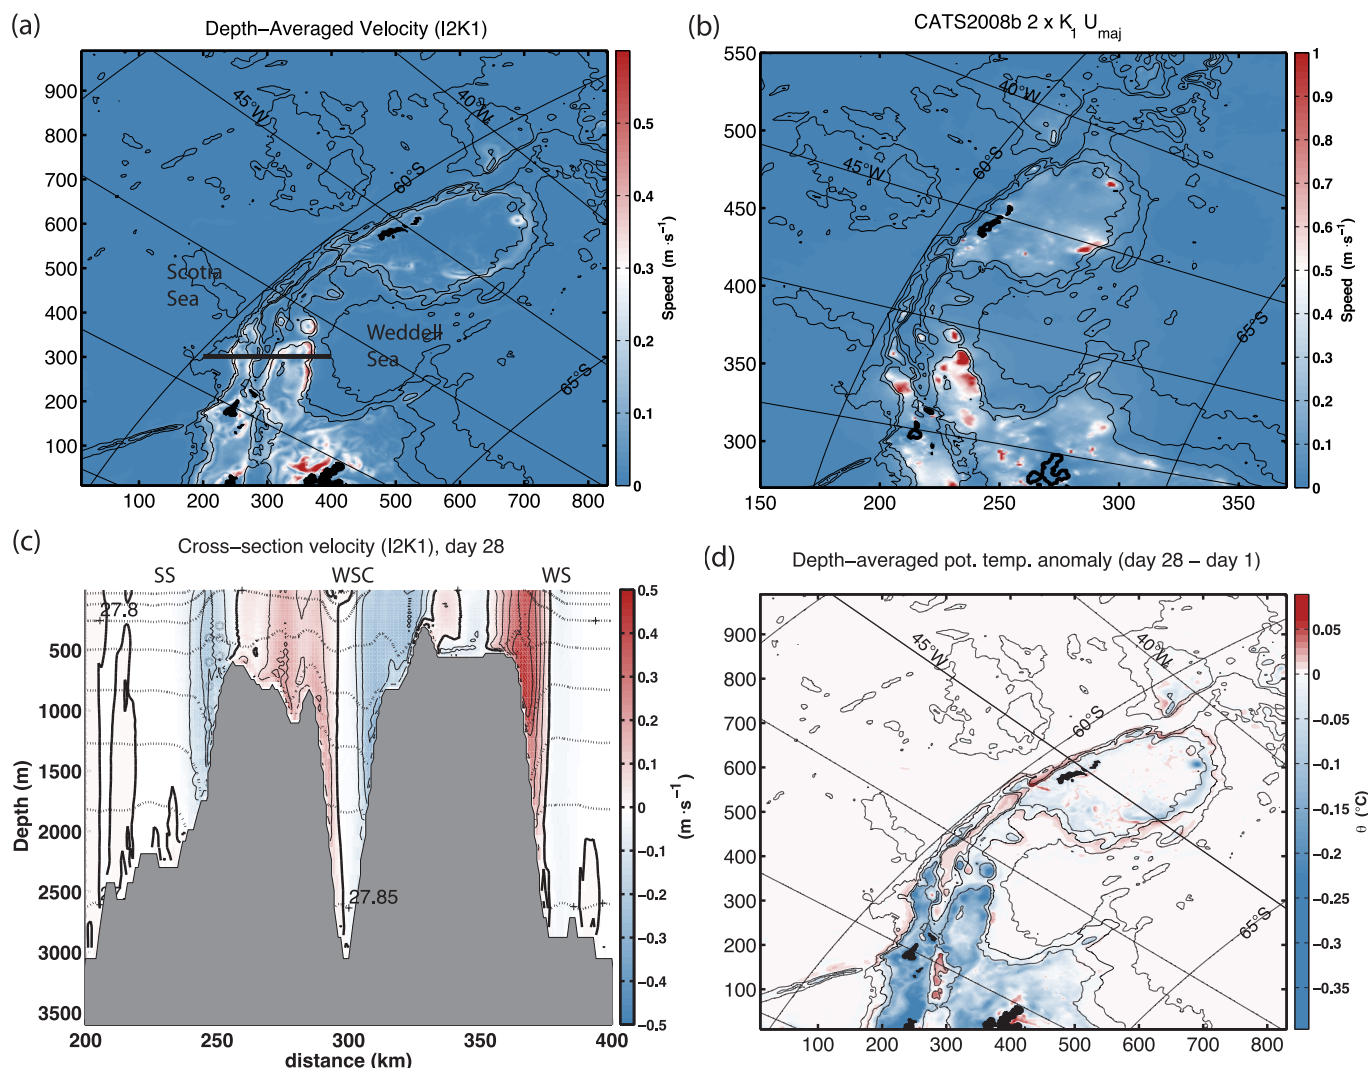 (a)
Depth-Averaged Velocity (I2K1)
900
800
700
600
500
400
300
200
100
100 200 300 400 500 600 700 800
45°W
40°W
60°S
65°S
Scotia
Sea
Weddell
Sea
0.5
0.4
0.3
0.2
0.1
0
Speed (m·s⁻¹)
(b)
CATS2008b 2 x K₁ U_maj
550
500
450
400
350
300
150 200 250 300 350
40°W
45°W
60°S
65°S
1
0.9
0.8
0.7
0.6
0.5
0.4
0.3
0.2
0.1
0
Speed (m·s⁻¹)
(c)
Cross-section velocity (I2K1), day 28
SS WSC WS
27.8
27.85
500
1000
1500
2000
2500
3000
3500
Depth (m)
200 250 300 350 400
distance (km)
0.5
0.4
0.3
0.2
0.1
0
-0.1
-0.2
-0.3
-0.4
-0.5
(m·s⁻¹)
(d)
Depth-averaged pot. temp. anomaly (day 28 - day 1)
900
800
700
600
500
400
300
200
100
100 200 300 400 500 600 700 800
45°W
40°W
60°S
65°S
0.05
0
-0.05
-0.1
-0.15
-0.2
-0.25
-0.3
-0.35
θ (°C)